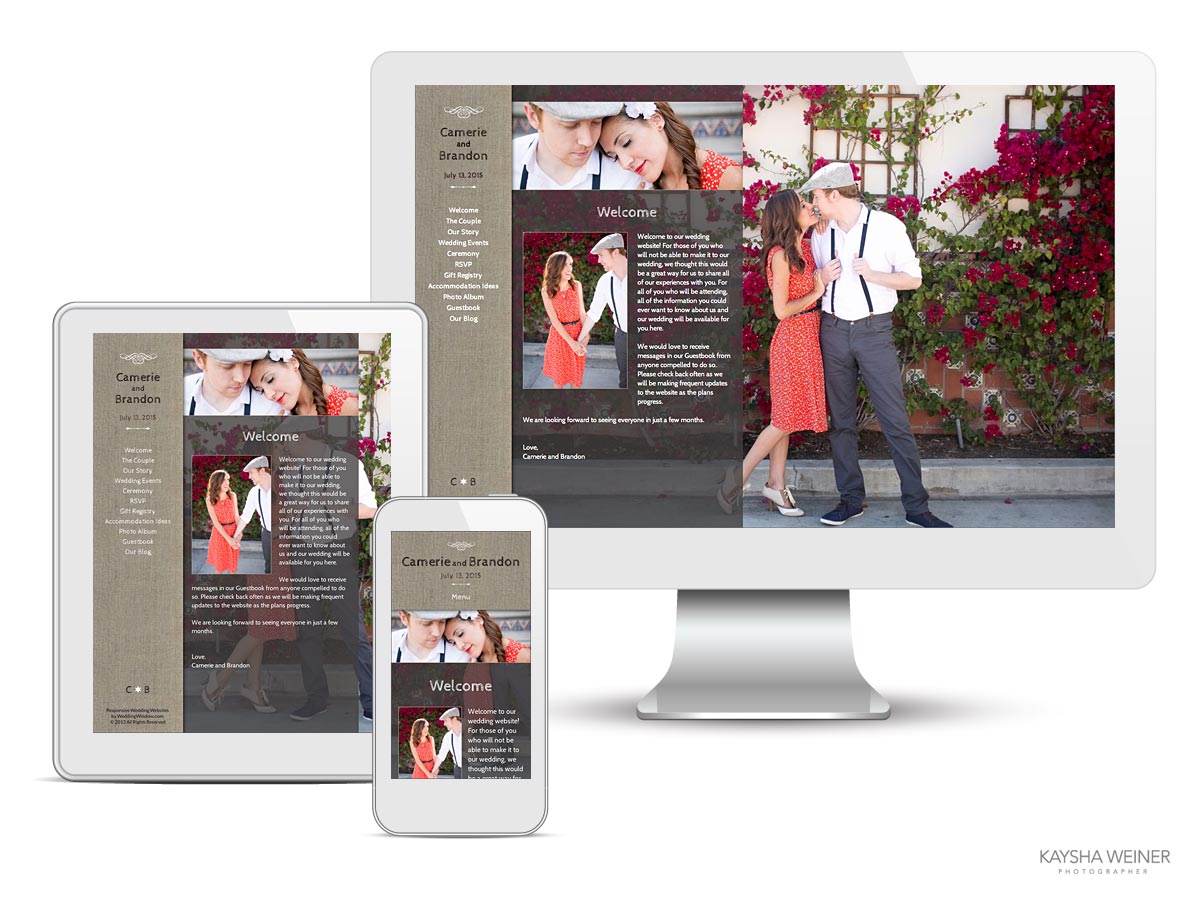 Camerie
and
Brandon
July 13, 2015
Welcome
The Couple
Our Story
Wedding Events
Ceremony
RSVP
Gift Registry
Accommodation Ideas
Photo Album
Guestbook
Our Blog
C ★ B
Welcome
Welcome to our wedding
website! For those of you who
will not be able to make it to our
wedding, we thought this would
be a great way for us to share all
of our experiences with you. For
all of you who will be attending,
all of the information you could
ever want to know about us and
our wedding will be available for
you here.
We would love to receive
messages in our Guestbook from
anyone compelled to do so.
Please check back often as we
will be making frequent updates
to the website as the plans
progress.
We are looking forward to seeing everyone in just a few months.
Love,
Camerie and Brandon
Camerie
and
Brandon
July 13, 2015
Welcome
The Couple
Our Story
Wedding Events
Ceremony
RSVP
Gift Registry
Accommodation Ideas
Photo Album
Guestbook
Our Blog
C ★ B
Responsive Wedding Websites
by WeddingWindow.com
© 2013 All Rights Reserved
Welcome
Welcome to our wedding
website! For those of you
who will not be able to
make it to our wedding,
we thought this would be
a great way for us to share
all of our experiences with
you. For all of you who
will be attending, all of the
information you could
ever want to know about
us and our wedding will be
available for you here.
We would love to receive
messages in our Guestbook from anyone compelled to do
so. Please check back often as we will be making frequent
updates to the website as the plans progress.
We are looking forward to seeing everyone in just a few
months.
Love,
Camerie and Brandon
Camerie and Brandon
July 13, 2015
Menu
Welcome
Welcome to our
wedding website!
For those of you
who will not be
able to make it to
our wedding, we
thought this would
be a great way for
KAYSHA WEINER
PHOTOGRAPHER